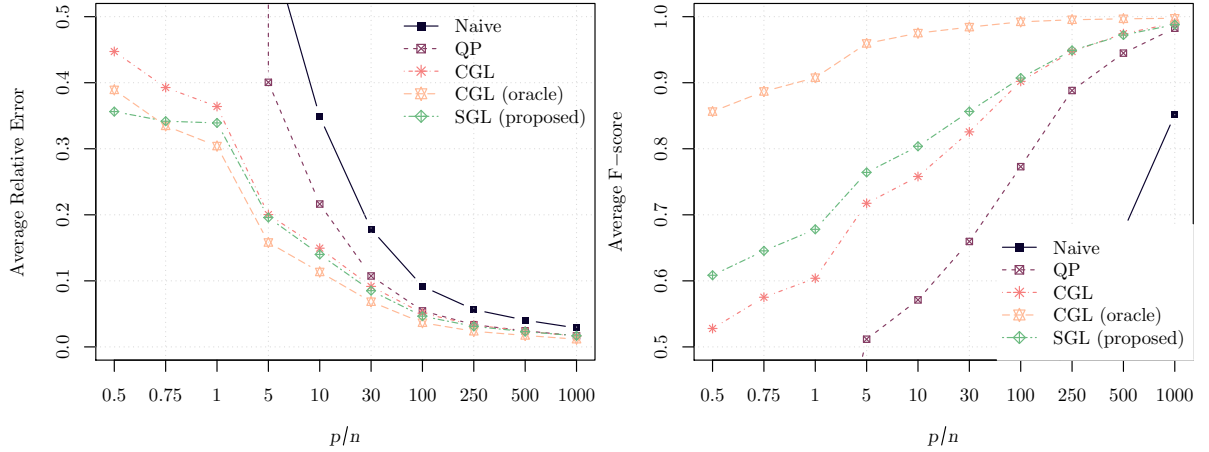 Average Relative Error
0.5
0.4
0.3
0.2
0.1
0.0
Naive
QP
CGL
CGL (oracle)
SGL (proposed)
0.5 0.75 1 5 10 30 100 250 500 1000
p/n
Average F−score
1.0
0.9
0.8
0.7
0.6
0.5
Naive
QP
CGL
CGL (oracle)
SGL (proposed)
0.5 0.75 1 5 10 30 100 250 500 1000
p/n